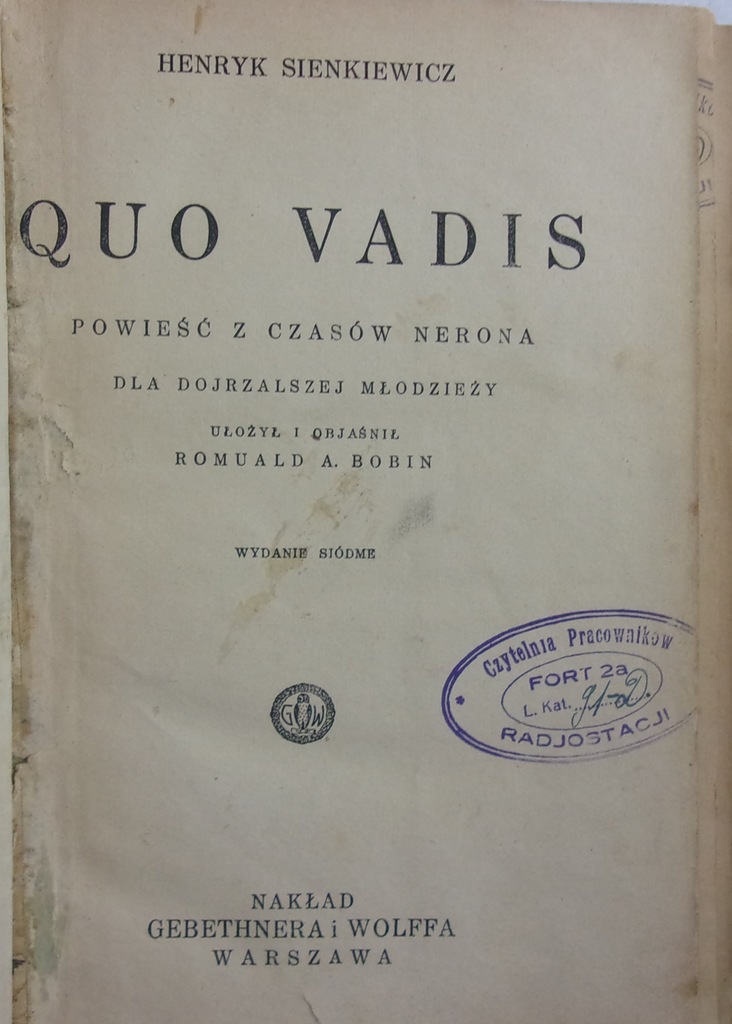 HENRYK SIENKIEWICZ
QUO VADIS
POWIEŚĆ Z CZASÓW NERONA
DLA DOJRZALSZEJ MŁODZIEŻY
UŁOŻYŁ I OBJAŚNIŁ
ROMUALD A. BOBIN
WYDANIE SIÓDME
Czytelnia Pracowników
FORT 2a
L. Kat.
RADJOSTACJI
G W
NAKŁAD
GEBETHNERA i WOLFFA
WARSZAWA